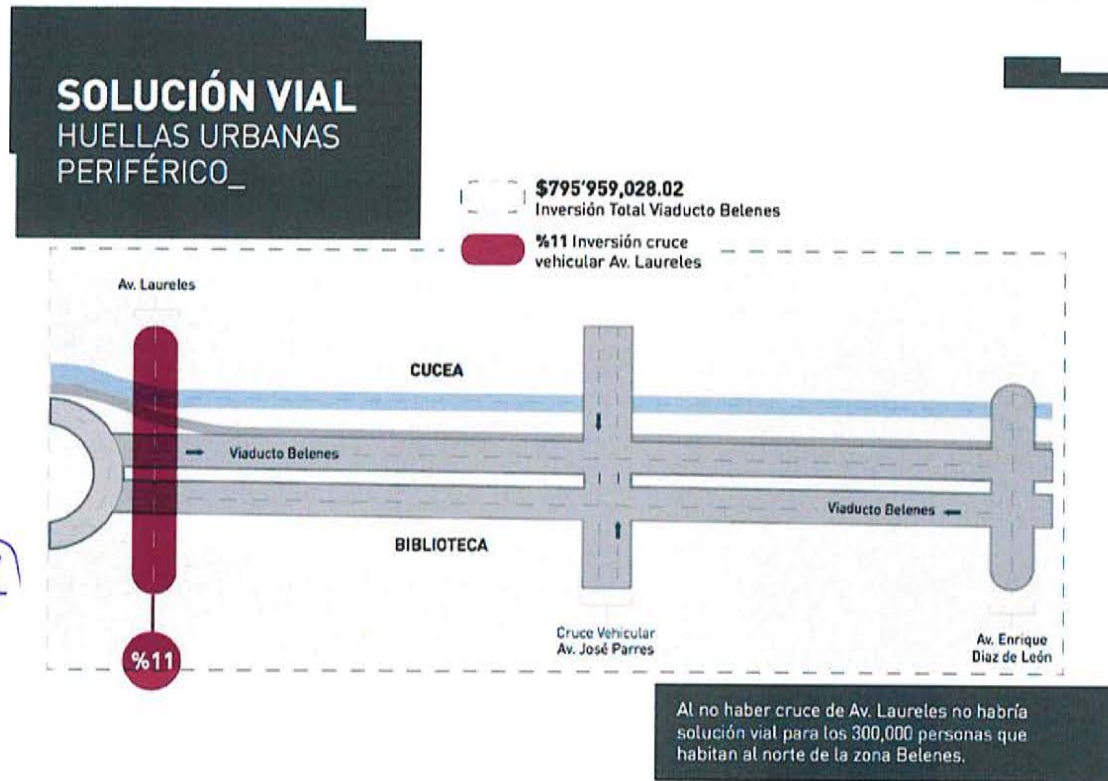 SOLUCIÓN VIAL
HUELLAS URBANAS
PERIFÉRICO_
$795'959,028.02
Inversión Total Viaducto Belenes
%11 Inversión cruce
vehicular Av. Laureles
Av. Laureles
CUCEA
Viaducto Belenes
Viaducto Belenes
BIBLIOTECA
Cruce Vehicular
Av. José Parres
Av. Enrique
Diaz de León
%11
Al no haber cruce de Av. Laureles no habría
solución vial para los 300,000 personas que
habitan al norte de la zona Belenes.